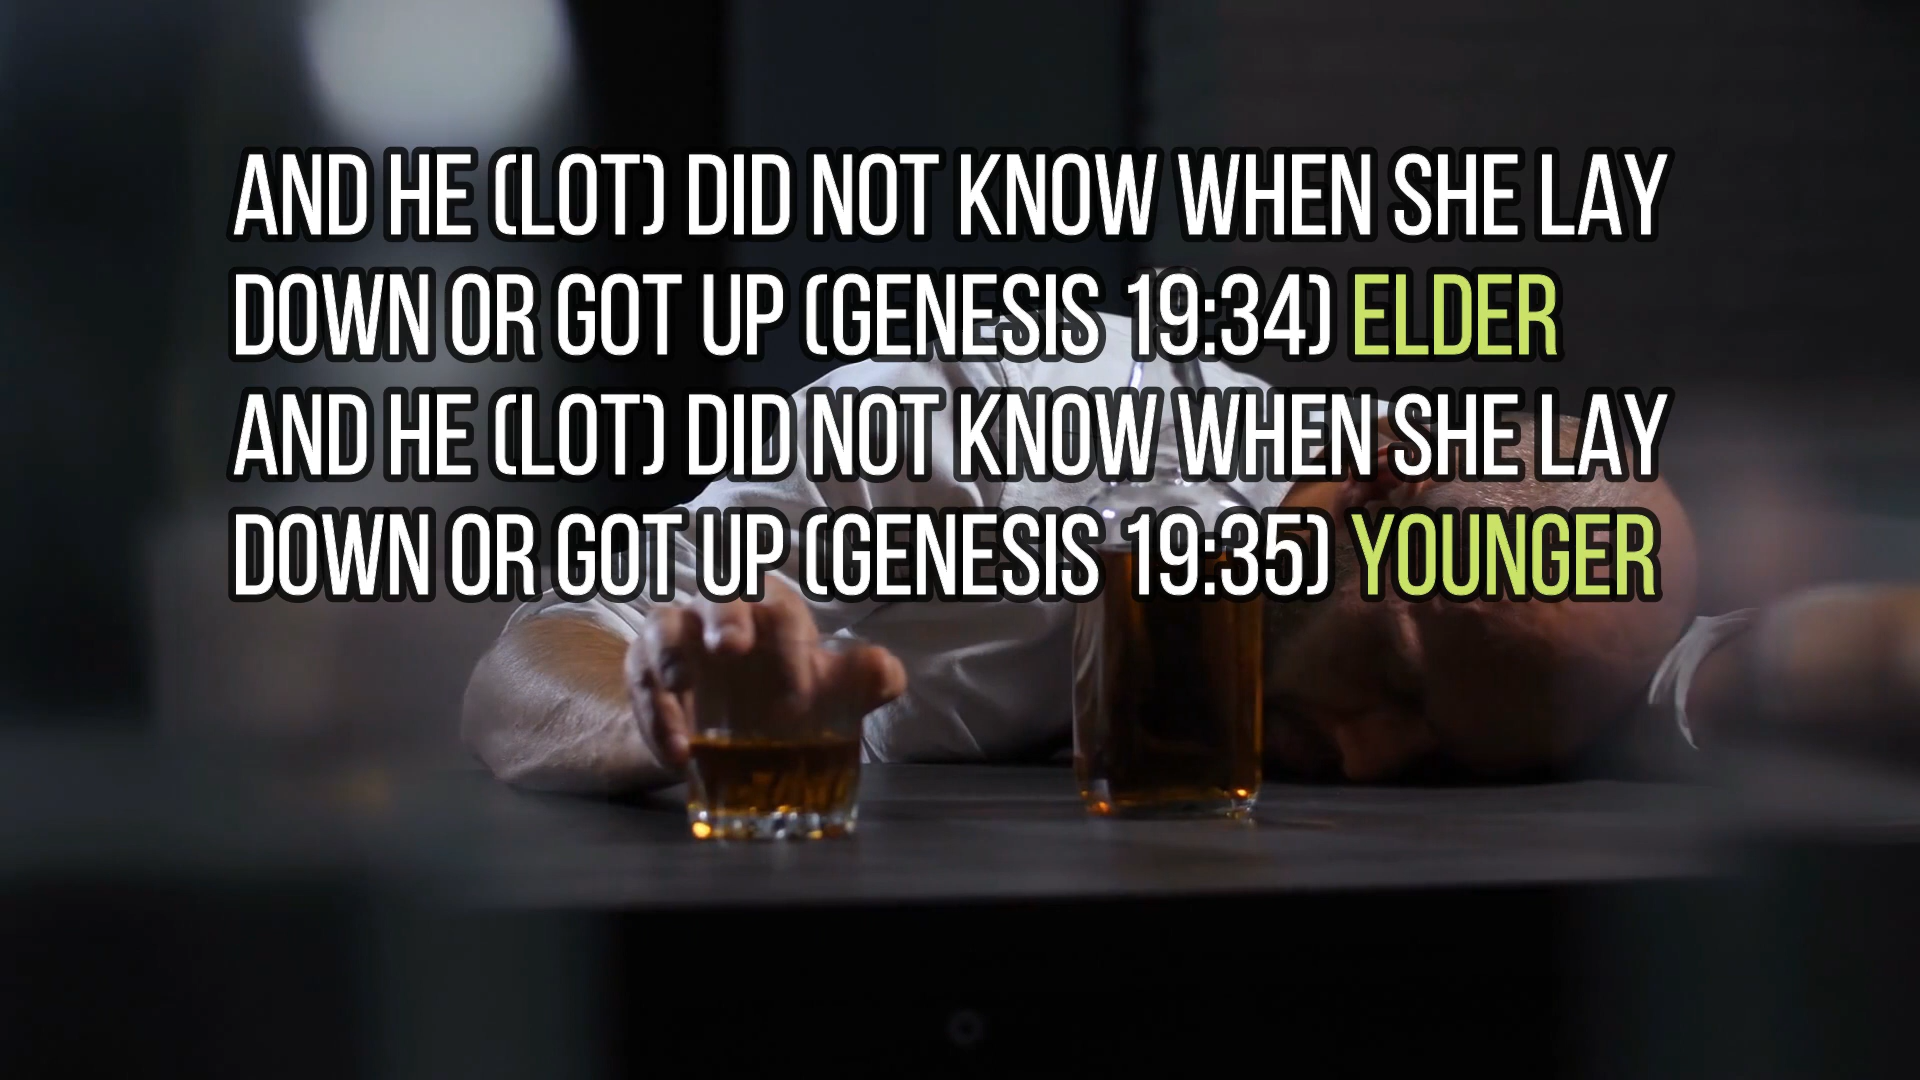 AND HE (LOT) DID NOT KNOW WHEN SHE LAY
DOWN OR GOT UP (GENESIS 19:34) ELDER
AND HE (LOT) DID NOT KNOW WHEN SHE LAY
DOWN OR GOT UP (GENESIS 19:35) YOUNGER